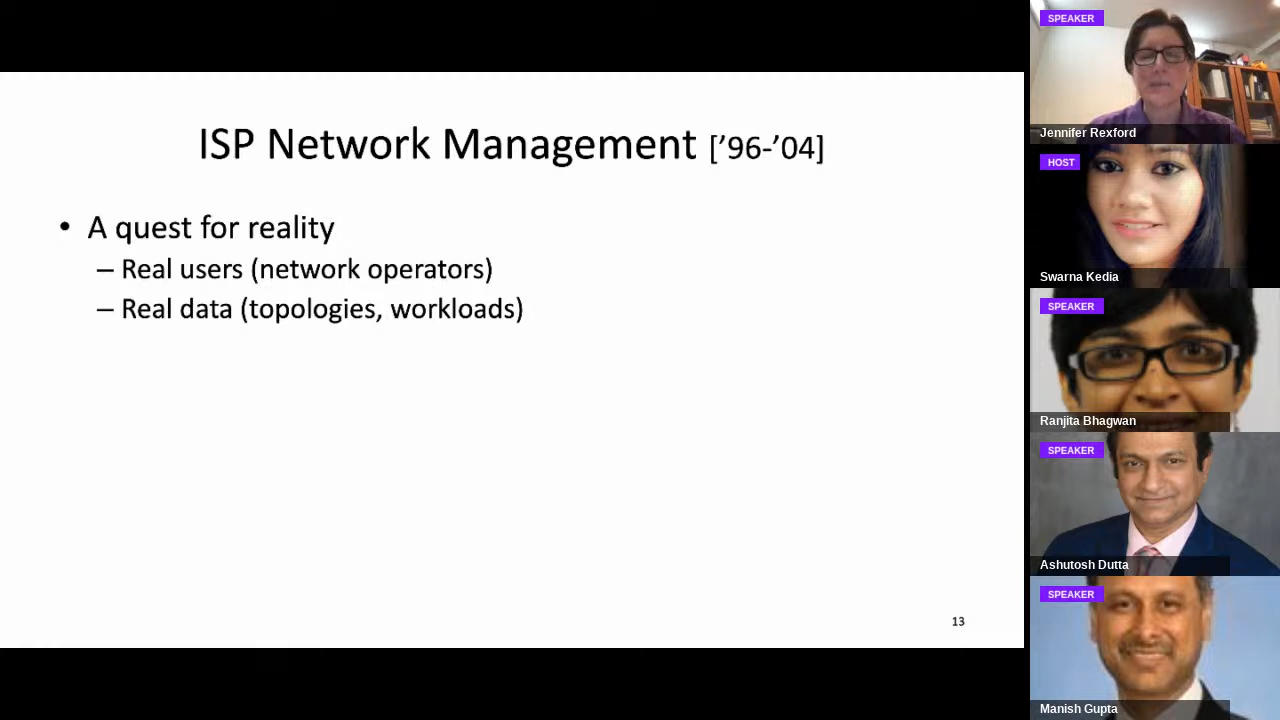 ISP Network Management [’96-’04]
• A quest for reality
– Real users (network operators)
– Real data (topologies, workloads)
13
SPEAKER
Jennifer Rexford
HOST
Swarna Kedia
SPEAKER
Ranjita Bhagwan
SPEAKER
Ashutosh Dutta
SPEAKER
Manish Gupta